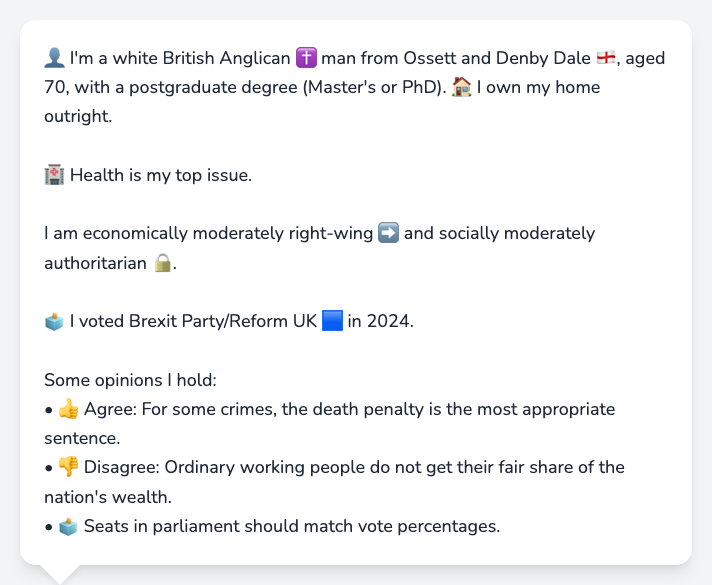 👤 I'm a white British Anglican ✝️ man from Ossett and Denby Dale 🏴󠁧󠁢󠁥󠁮󠁧󠁿, aged
70, with a postgraduate degree (Master's or PhD). 🏠 I own my home
outright.
🏥 Health is my top issue.
I am economically moderately right-wing ➡️ and socially moderately
authoritarian 🔒.
🗳️ I voted Brexit Party/Reform UK 🟦 in 2024.
Some opinions I hold:
• 👍 Agree: For some crimes, the death penalty is the most appropriate
sentence.
• 👎 Disagree: Ordinary working people do not get their fair share of the
nation's wealth.
• 🗳️ Seats in parliament should match vote percentages.